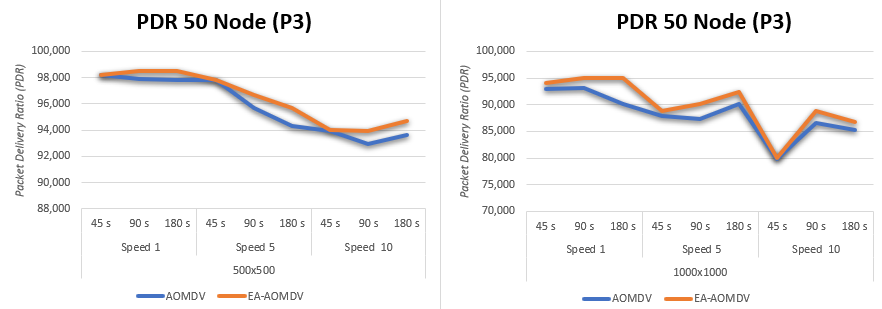 PDR 50 Node (P3)
Packet Delivery Ratio (PDR)
100,000
98,000
96,000
94,000
92,000
90,000
88,000
45 s 90 s 180 s 45 s 90 s 180 s 45 s 90 s 180 s
Speed 1 Speed 5 Speed 10
500x500
AOMDV EA-AOMDV
PDR 50 Node (P3)
Packet Delivery Ratio (PDR)
100,000
95,000
90,000
85,000
80,000
75,000
70,000
45 s 90 s 180 s 45 s 90 s 180 s 45 s 90 s 180 s
Speed 1 Speed 5 Speed 10
1000x1000
AOMDV EA-AOMDV